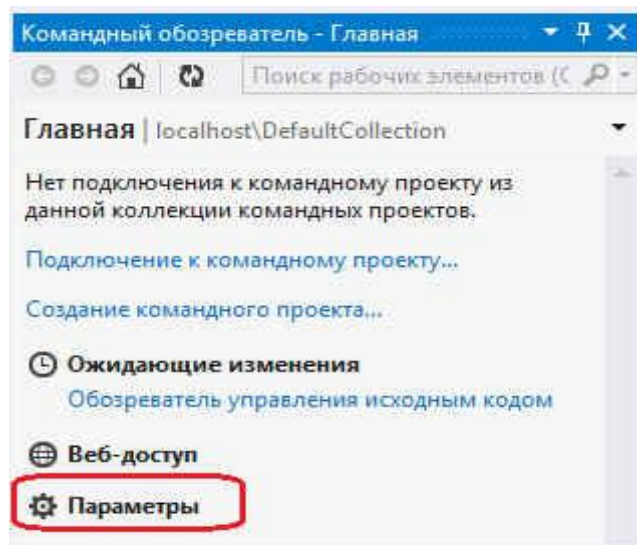 Командный обозреватель - Главная
Поиск рабочих элементов (C
Главная | localhost\DefaultCollection
Нет подключения к командному проекту из
данной коллекции командных проектов.
Подключение к командному проекту...
Создание командного проекта...
Ожидающие изменения
Обозреватель управления исходным кодом
Веб-доступ
Параметры